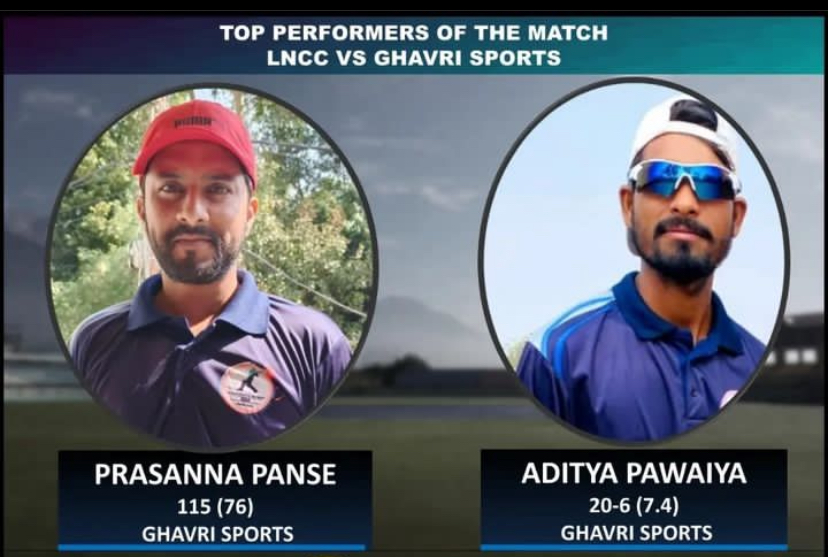 TOP PERFORMERS OF THE MATCH
LNCC VS GHAVRI SPORTS
PUMA
PRASANNA PANSE
115 (76)
GHAVRI SPORTS
ADITYA PAWAIYA
20-6 (7.4)
GHAVRI SPORTS